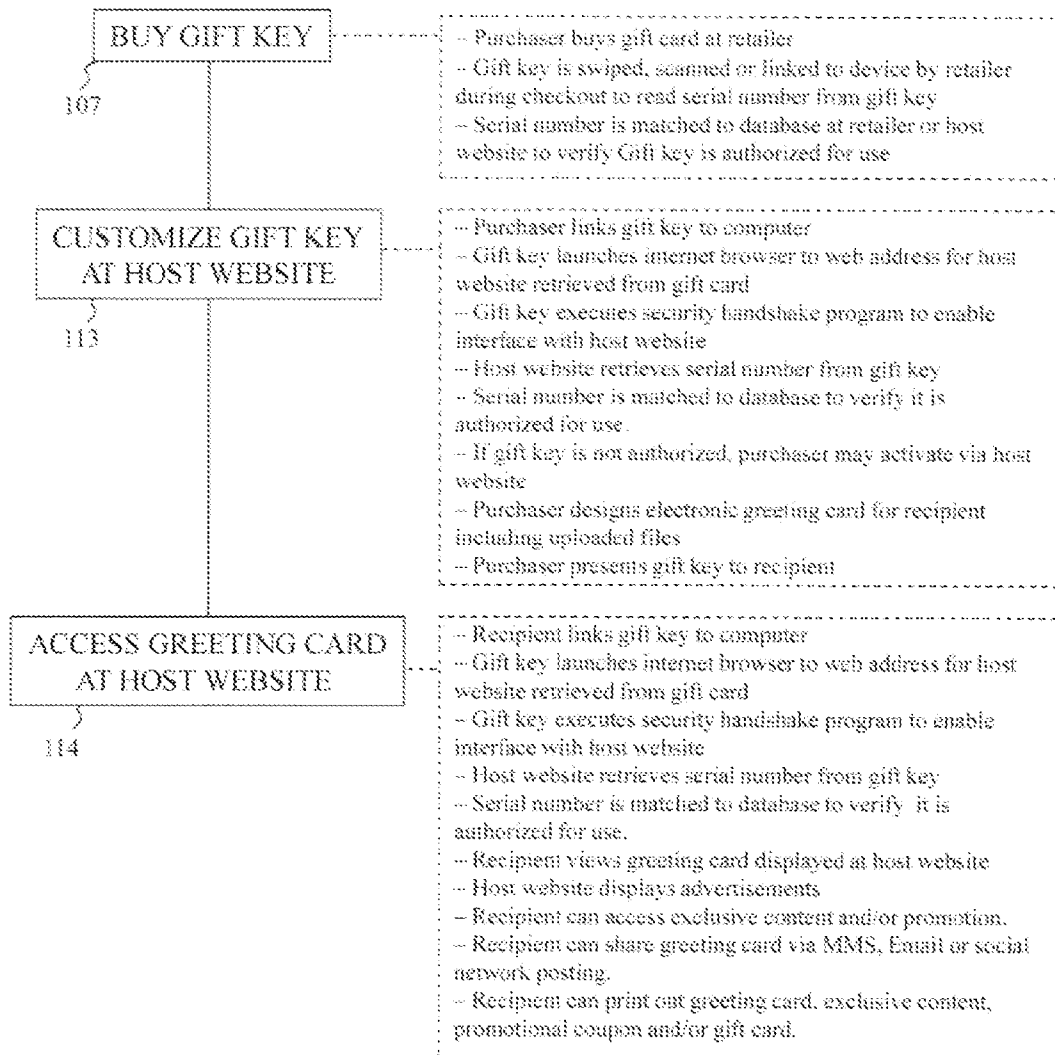 BUY GIFT KEY
107
– Purchaser buys gift card at retailer
– Gift key is swiped, scanned or linked to device by retailer
during checkout to read serial number from gift key
– Serial number is matched to database at retailer or host
website to verify Gift key is authorized for use
CUSTOMIZE GIFT KEY
AT HOST WEBSITE
113
– Purchaser links gift key to computer
– Gift key launches internet browser to web address for host
website retrieved from gift card
– Gift key executes security handshake program to enable
interface with host website
– Host website retrieves serial number from gift key
– Serial number is matched to database to verify it is
authorized for use.
– If gift key is not authorized, purchaser may activate via host
website
– Purchaser designs electronic greeting card for recipient
including uploaded files
– Purchaser presents gift key to recipient
ACCESS GREETING CARD
AT HOST WEBSITE
114
– Recipient links gift key to computer
– Gift key launches internet browser to web address for host
website retrieved from gift card
– Gift key executes security handshake program to enable
interface with host website
– Host website retrieves serial number from gift key
– Serial number is matched to database to verify it is
authorized for use.
– Recipient views greeting card displayed at host website
– Host website displays advertisements
– Recipient can access exclusive content and/or promotion.
– Recipient can share greeting card via MMS, Email or social
network posting.
– Recipient can print out greeting card, exclusive content,
promotional coupon and/or gift card.